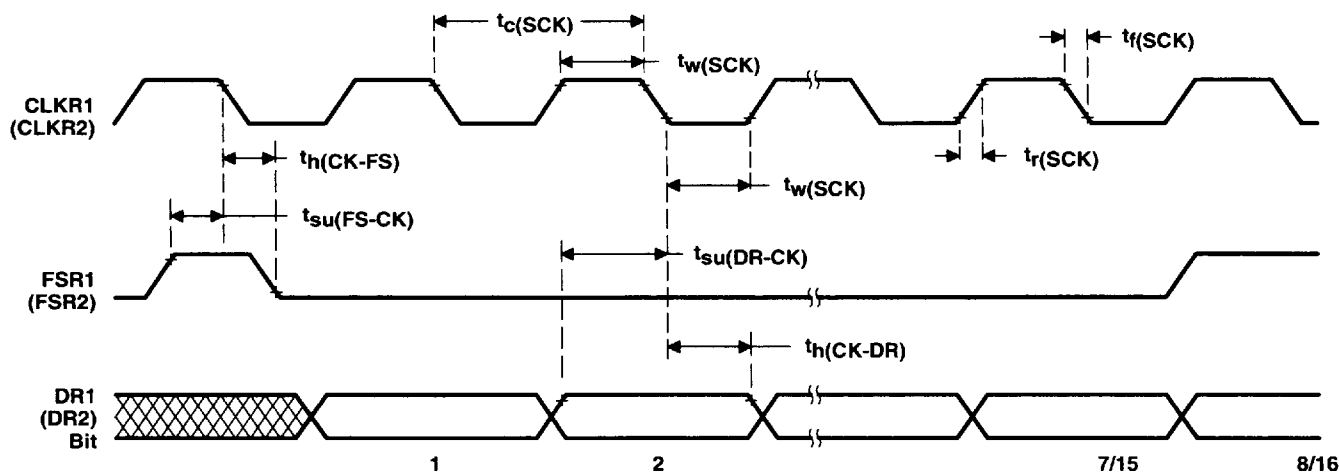 tc(SCK)
tw(SCK)
tf(SCK)
CLKR1
(CLKR2)
th(CK-FS)
tr(SCK)
tw(SCK)
tsu(FS-CK)
tsu(DR-CK)
FSR1
(FSR2)
th(CK-DR)
DR1
(DR2)
Bit
1 2 7/15 8/16